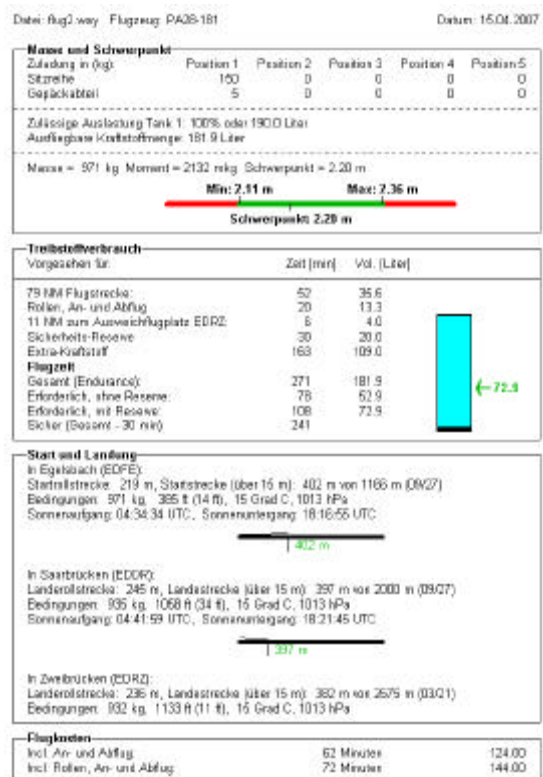 Datei: flug2.way Flugzeug: PA28-181 Datum: 15.04.2007
Masse und Schwerpunkt
Zuladung in (kg): Position 1 Position 2 Position 3 Position 4 Position 5
Sitzreihe 160 0 0 0 0
Gepäckabteil 5 0 0 0 0
Zulässige Auslastung Tank 1: 100% oder 190.0 Liter
Ausfliegbare Kraftstoffmenge: 181.9 Liter
Masse = 971 kg Moment = 2132 mkg Schwerpunkt = 2.20 m
Min: 2.11 m Max: 2.36 m
Schwerpunkt: 2.20 m
Treibstoffverbrauch
Vorgesehen für: Zeit [min] Vol. [Liter]
79 NM Flugstrecke: 52 35.6
Rollen, An- und Abflug 20 13.3
11 NM zum Ausweichflugplatz EDRZ: 6 4.0
Sicherheits-Reserve 30 20.0
Extra-Kraftstoff 163 109.0
Flugzeit
Gesamt (Endurance): 271 181.9
Erforderlich, ohne Reserve: 78 52.9
Erforderlich, mit Reserve: 108 72.9
Sicher (Gesamt - 30 min) 241
72.9
Start und Landung
In Egelsbach (EDFE):
Startrollstrecke: 219 m, Startstrecke (über 15 m): 402 m von 1166 m (09/27)
Bedingungen: 971 kg, 385 ft (14 ft), 15 Grad C, 1013 hPa
Sonnenaufgang: 04:34:34 UTC, Sonnenuntergang: 18:16:55 UTC
402 m
In Saarbrücken (EDDR):
Landerollstrecke: 245 m, Landestrecke (über 15 m): 397 m von 2000 m (09/27)
Bedingungen: 935 kg, 1058 ft (34 ft), 15 Grad C, 1013 hPa
Sonnenaufgang: 04:41:59 UTC, Sonnenuntergang: 18:21:45 UTC
397 m
In Zweibrücken (EDRZ):
Landerollstrecke: 236 m, Landestrecke (über 15 m): 382 m von 2675 m (03/21)
Bedingungen: 932 kg, 1133 ft (11 ft), 15 Grad C, 1013 hPa
Flugkosten
Incl. An- und Abflug: 62 Minuten 124.00
Incl. Rollen, An- und Abflug: 72 Minuten 144.00